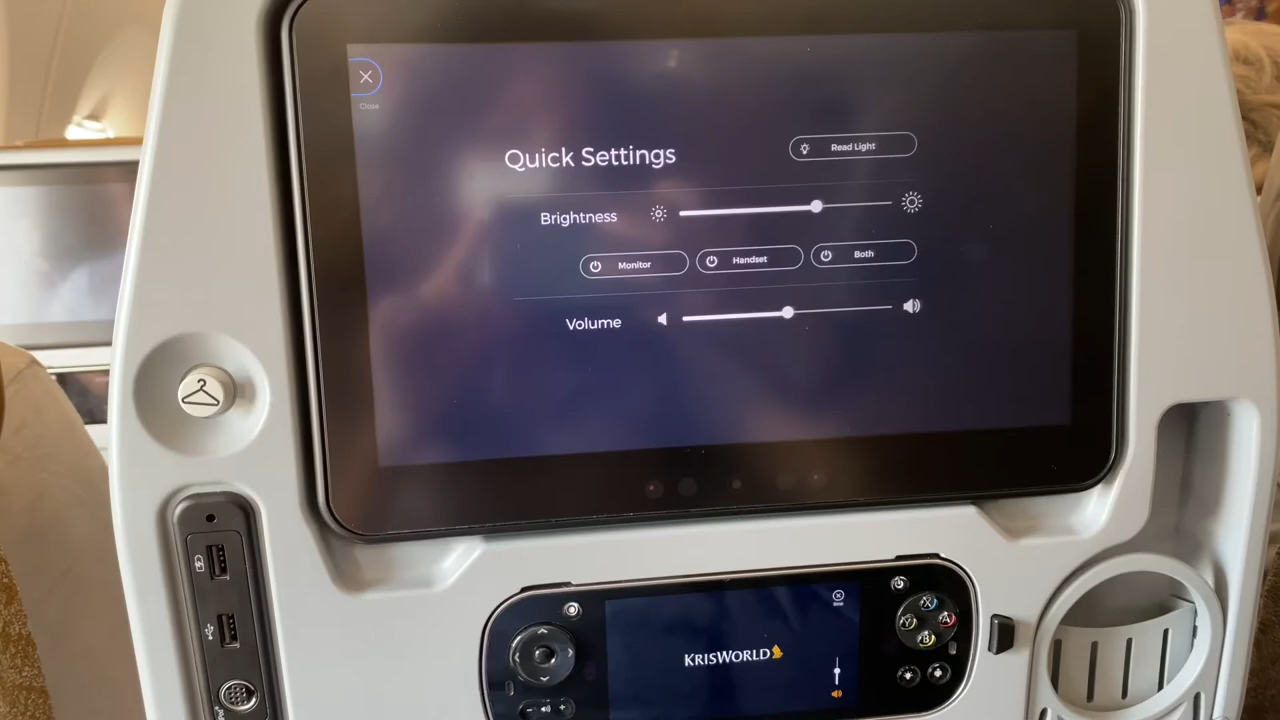 Close
Quick Settings
Read Light
Brightness
Monitor
Handset
Both
Volume
KRISWORLD
X
Y
A
B